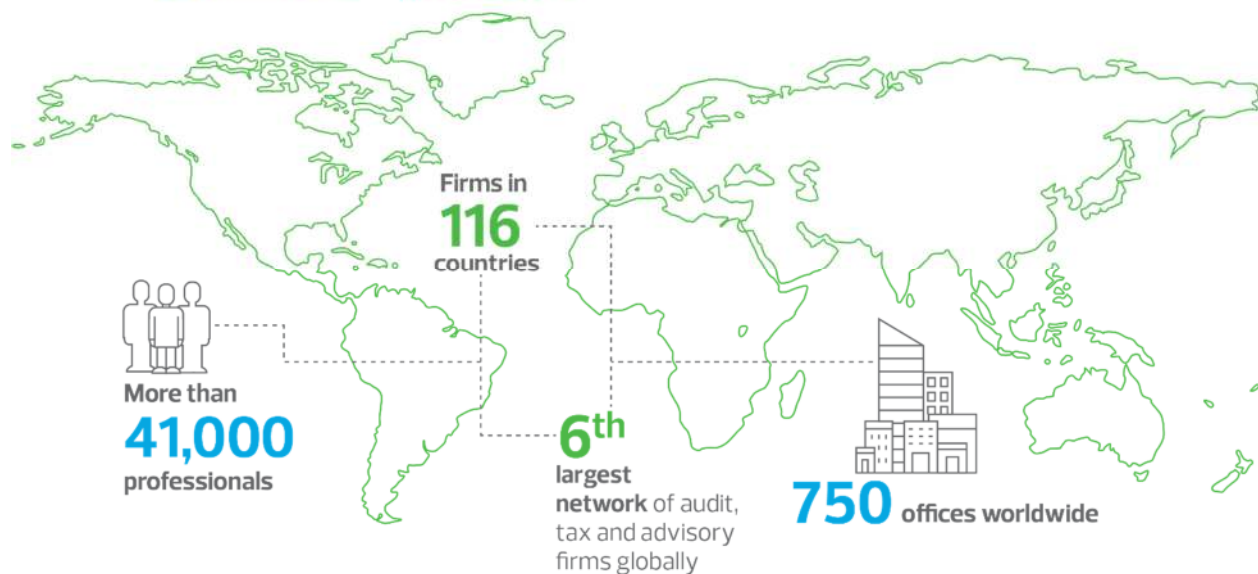 Firms in
116
countries
More than
41,000
professionals
6th
largest
network of audit,
tax and advisory
firms globally
750 offices worldwide